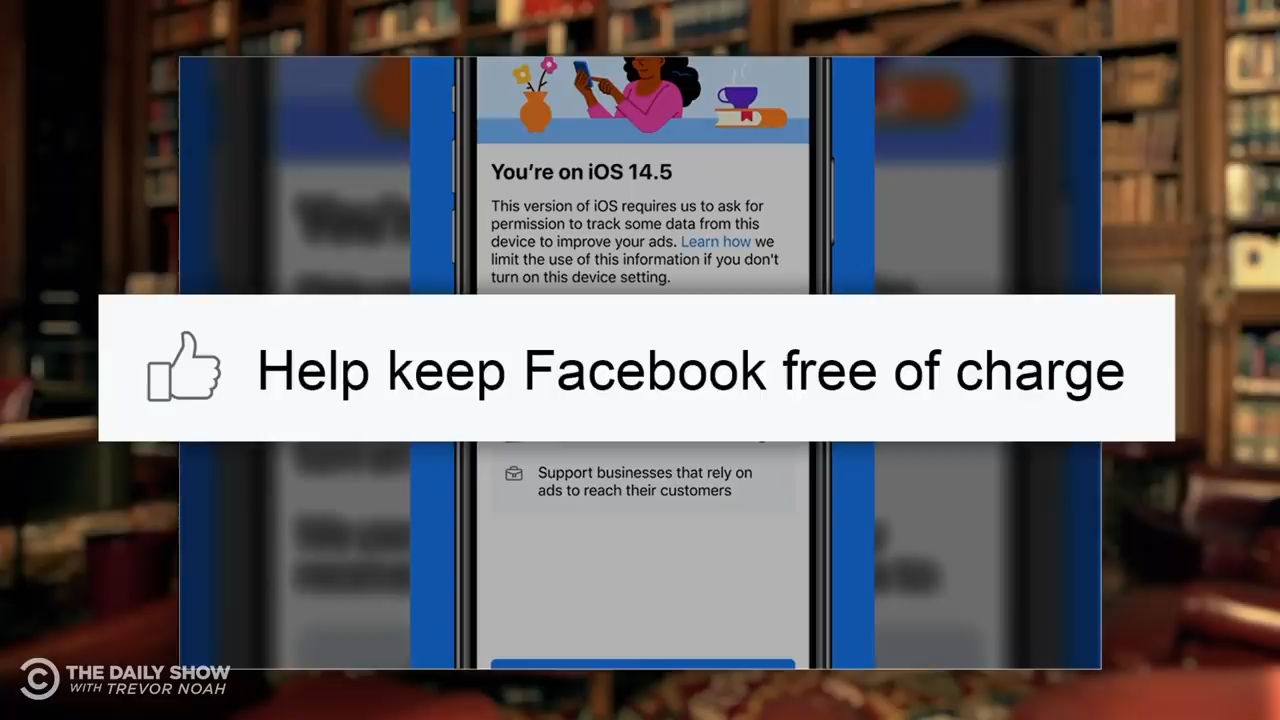 You're on iOS 14.5
This version of iOS requires us to ask for
permission to track some data from this
device to improve your ads. Learn how we
limit the use of this information if you don't
turn on this device setting.
Help keep Facebook free of charge
Support businesses that rely on
ads to reach their customers
THE DAILY SHOW
WITH TREVOR NOAH